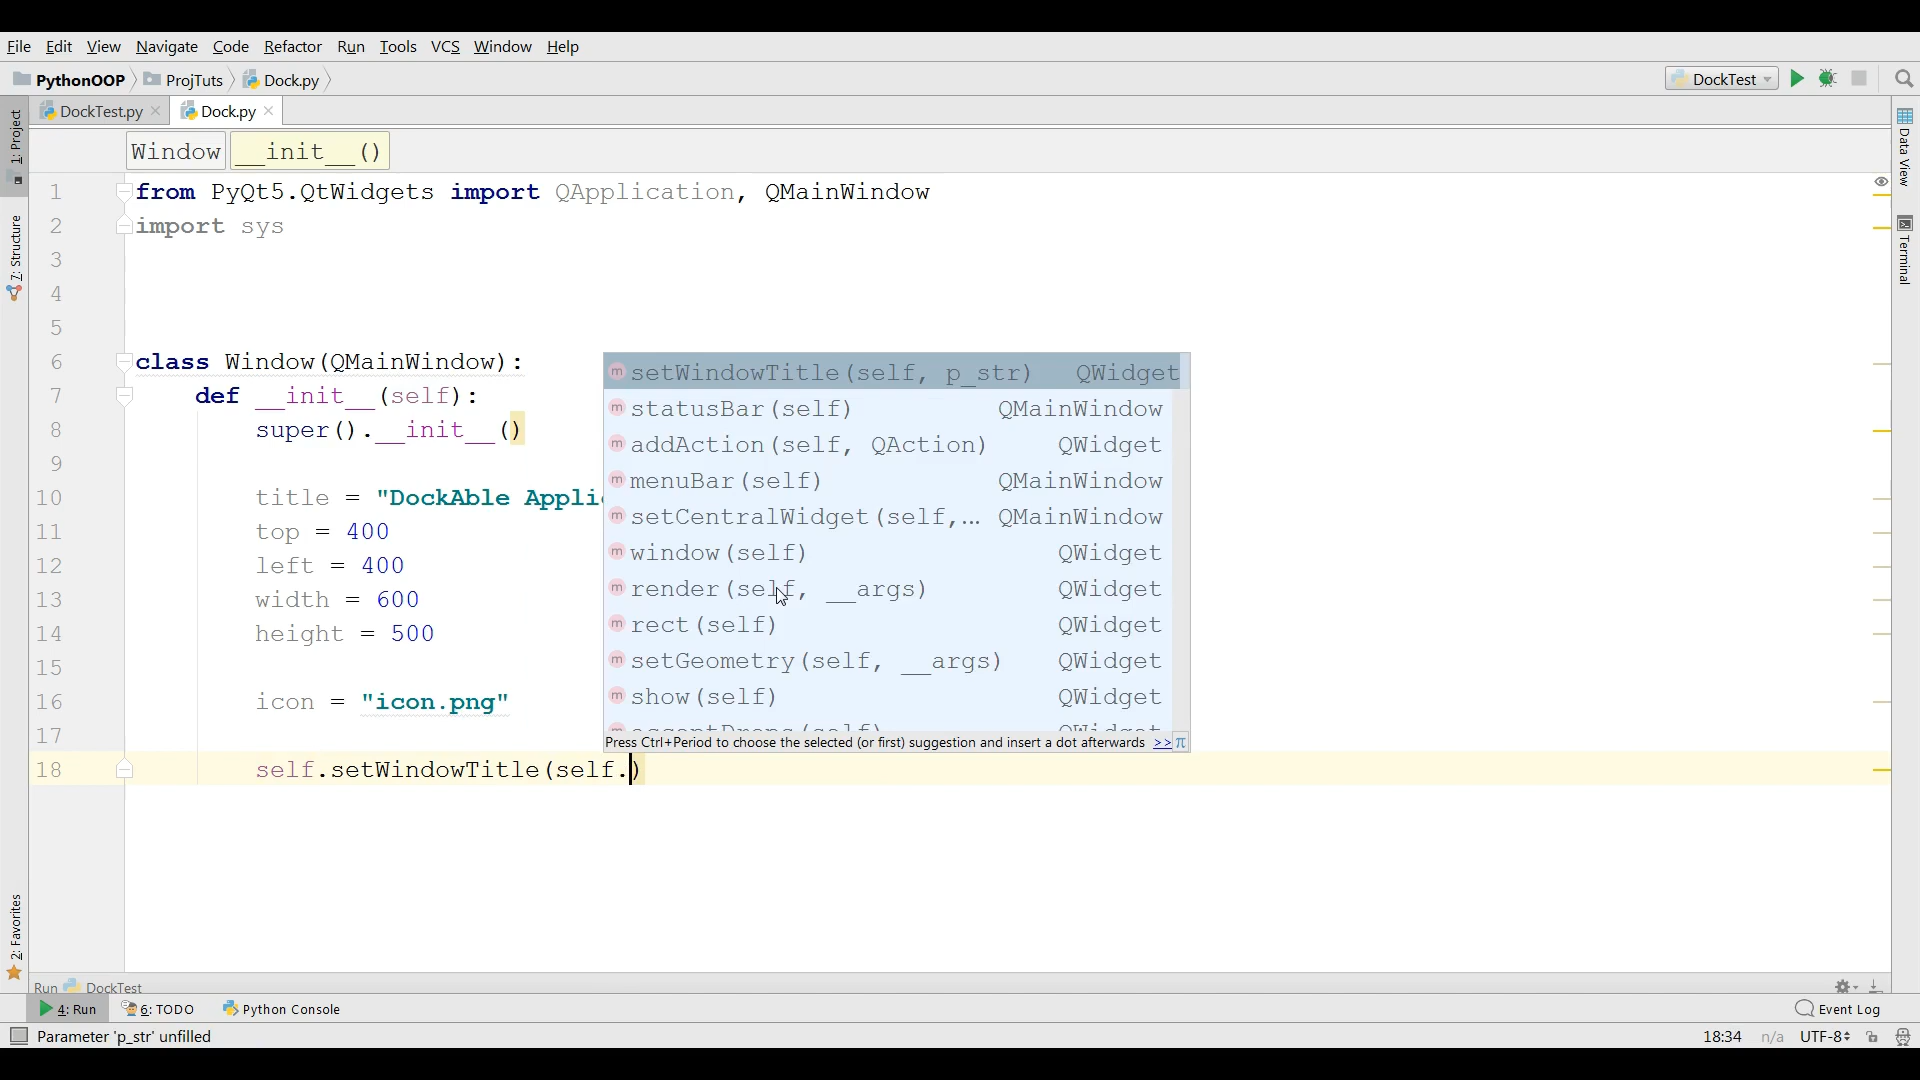 File Edit View Navigate Code Refactor Run Tools VCS Window Help
PythonOOP ProjTuts Dock.py DockTest
DockTest.py Dock.py
Window __init__()
1 from PyQt5.QtWidgets import QApplication, QMainWindow
2 import sys
3
4
5
6 class Window(QMainWindow):
7 def __init__(self):
8 super().__init__()
9
10 title = "DockAble Appli
11 top = 400
12 left = 400
13 width = 600
14 height = 500
15
16 icon = "icon.png"
17
18 self.setWindowTitle(self.)
setWindowTitle(self, p_str) QWidget
statusBar(self) QMainWindow
addAction(self, QAction) QWidget
menuBar(self) QMainWindow
setCentralWidget(self,… QMainWindow
window(self) QWidget
render(self, __args) QWidget
rect(self) QWidget
setGeometry(self, __args) QWidget
show(self) QWidget
acceptDrops(self) QWidget
Press Ctrl+Period to choose the selected (or first) suggestion and insert a dot afterwards >> π
1: Project
7: Structure
2: Favorites
Data View
Terminal
Run DockTest
4: Run 6: TODO Python Console Event Log
Parameter 'p_str' unfilled 18:34 n/a UTF-8